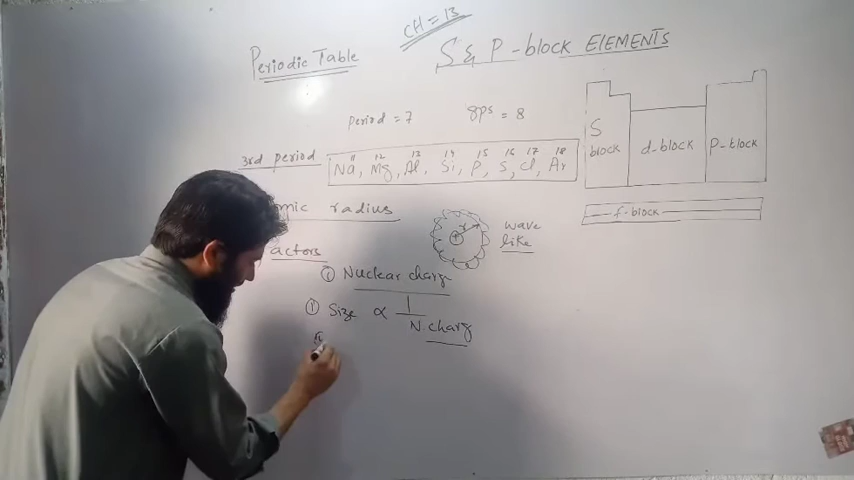 CH = 13
Periodic Table
S & P-block ELEMENTS
period = 7
gps = 8
S block
d-block
P-block
f-block
3rd period
11 12 13 14 15 16 17 18
Na, Mg, Al, Si, P, S, Cl, Ar
mic radius
actors
r
+
wave
like
① Nuclear charg
① Size ∝ 1
N.charg